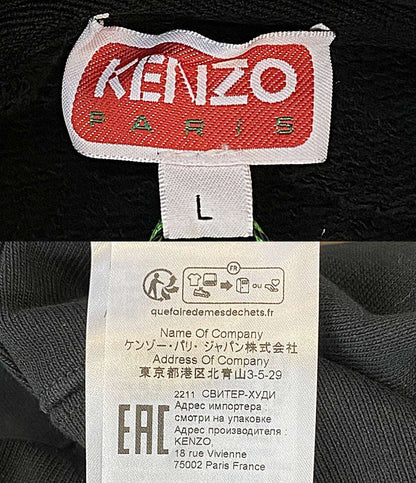 KENZO
PARIS
L
FR
OU
quefairedemesdechets.fr
Name Of Company
ケンゾー・パリ・ジャパン株式会社
Address Of Company
東京都港区北青山3-5-29
EAC
2211 СВИТЕР-ХУДИ
Адрес импортера:
смотри на упаковке
Адрес производителя:
KENZO,
18 rue Vivienne
75002 Paris France